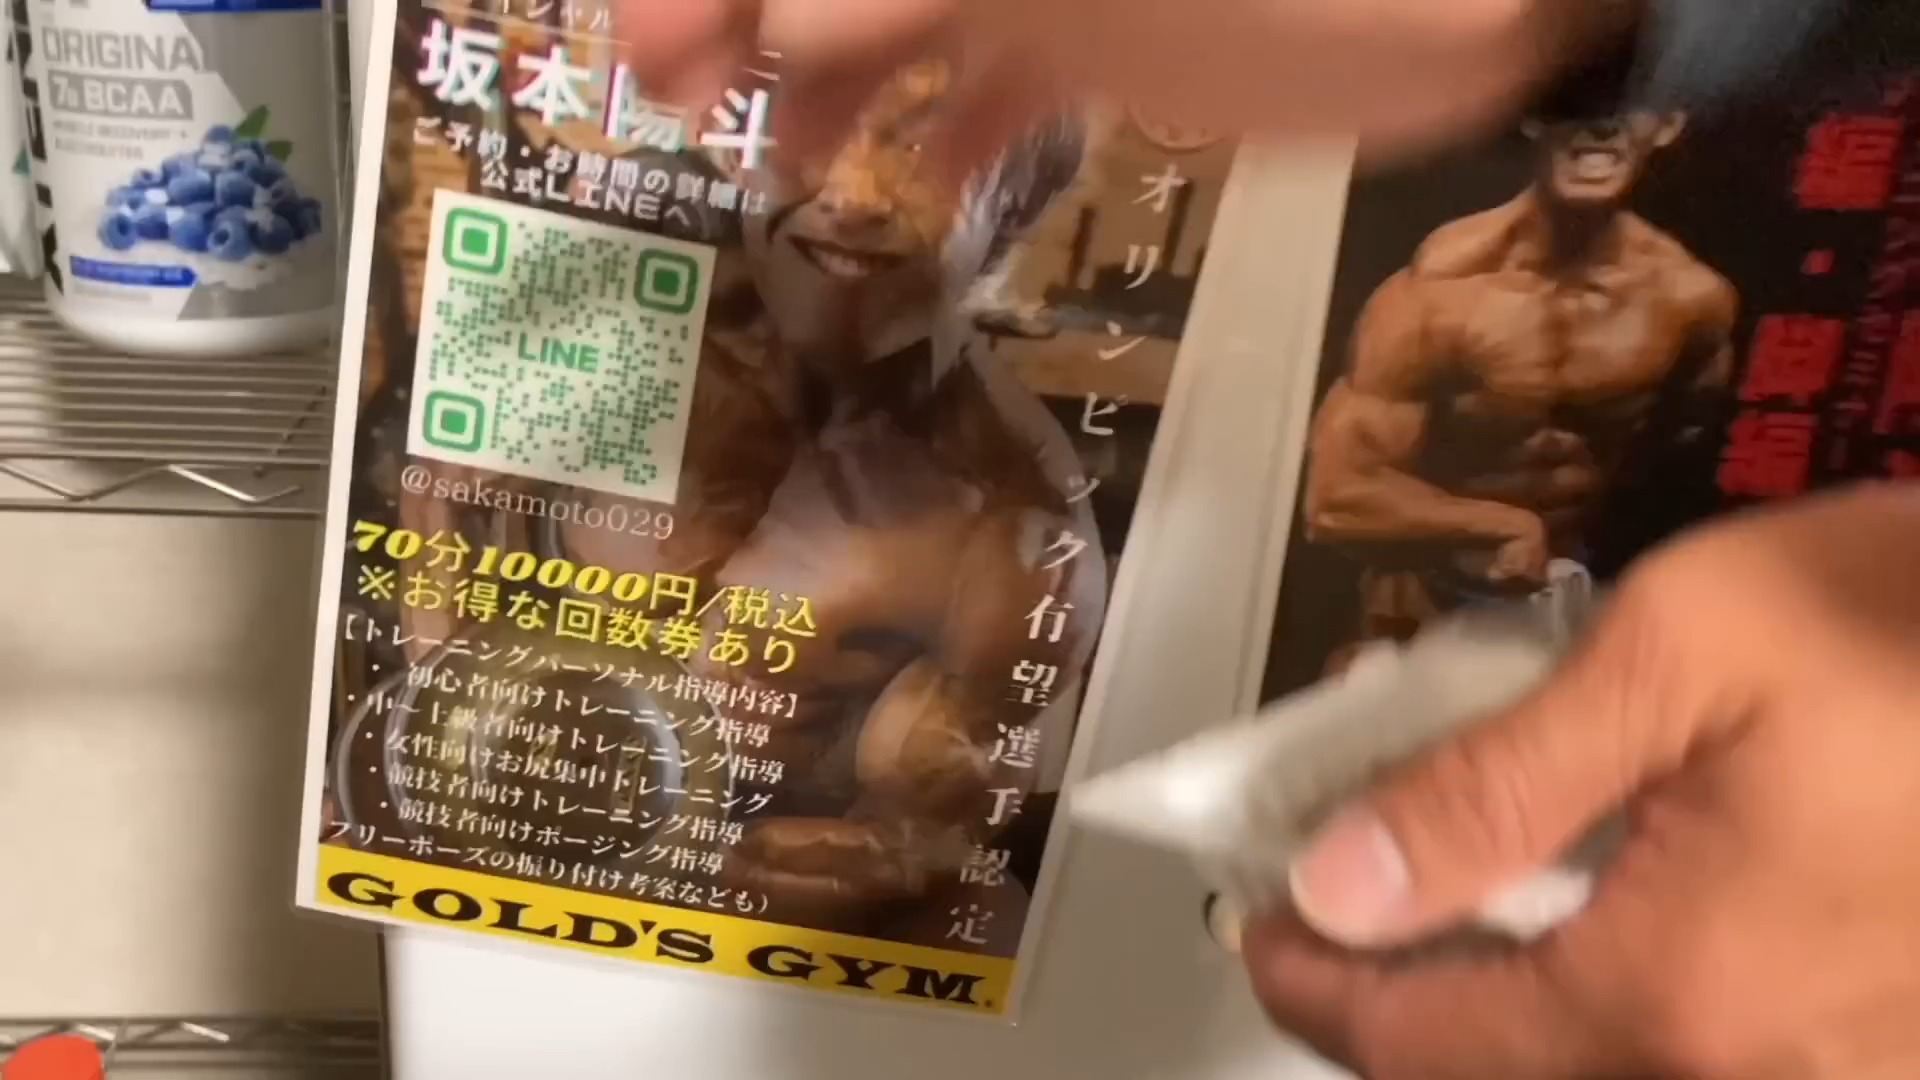 ORIGINA
7g BCAA
坂本陽斗
ご予約・お時間の詳細は
公式LINEへ
LINE
@sakamoto029
70分10000円/税込
※お得な回数券あり
【トレーニングパーソナル指導内容】
・初心者向けトレーニング指導
・中〜上級者向けトレーニング指導
・女性向けお尻集中トレーニング
・競技者向けトレーニング指導
・競技者向けポージング指導
フリーポーズの振り付け考案なども）
GOLD'S GYM.
オリンピック有望選手認定
編・脚編